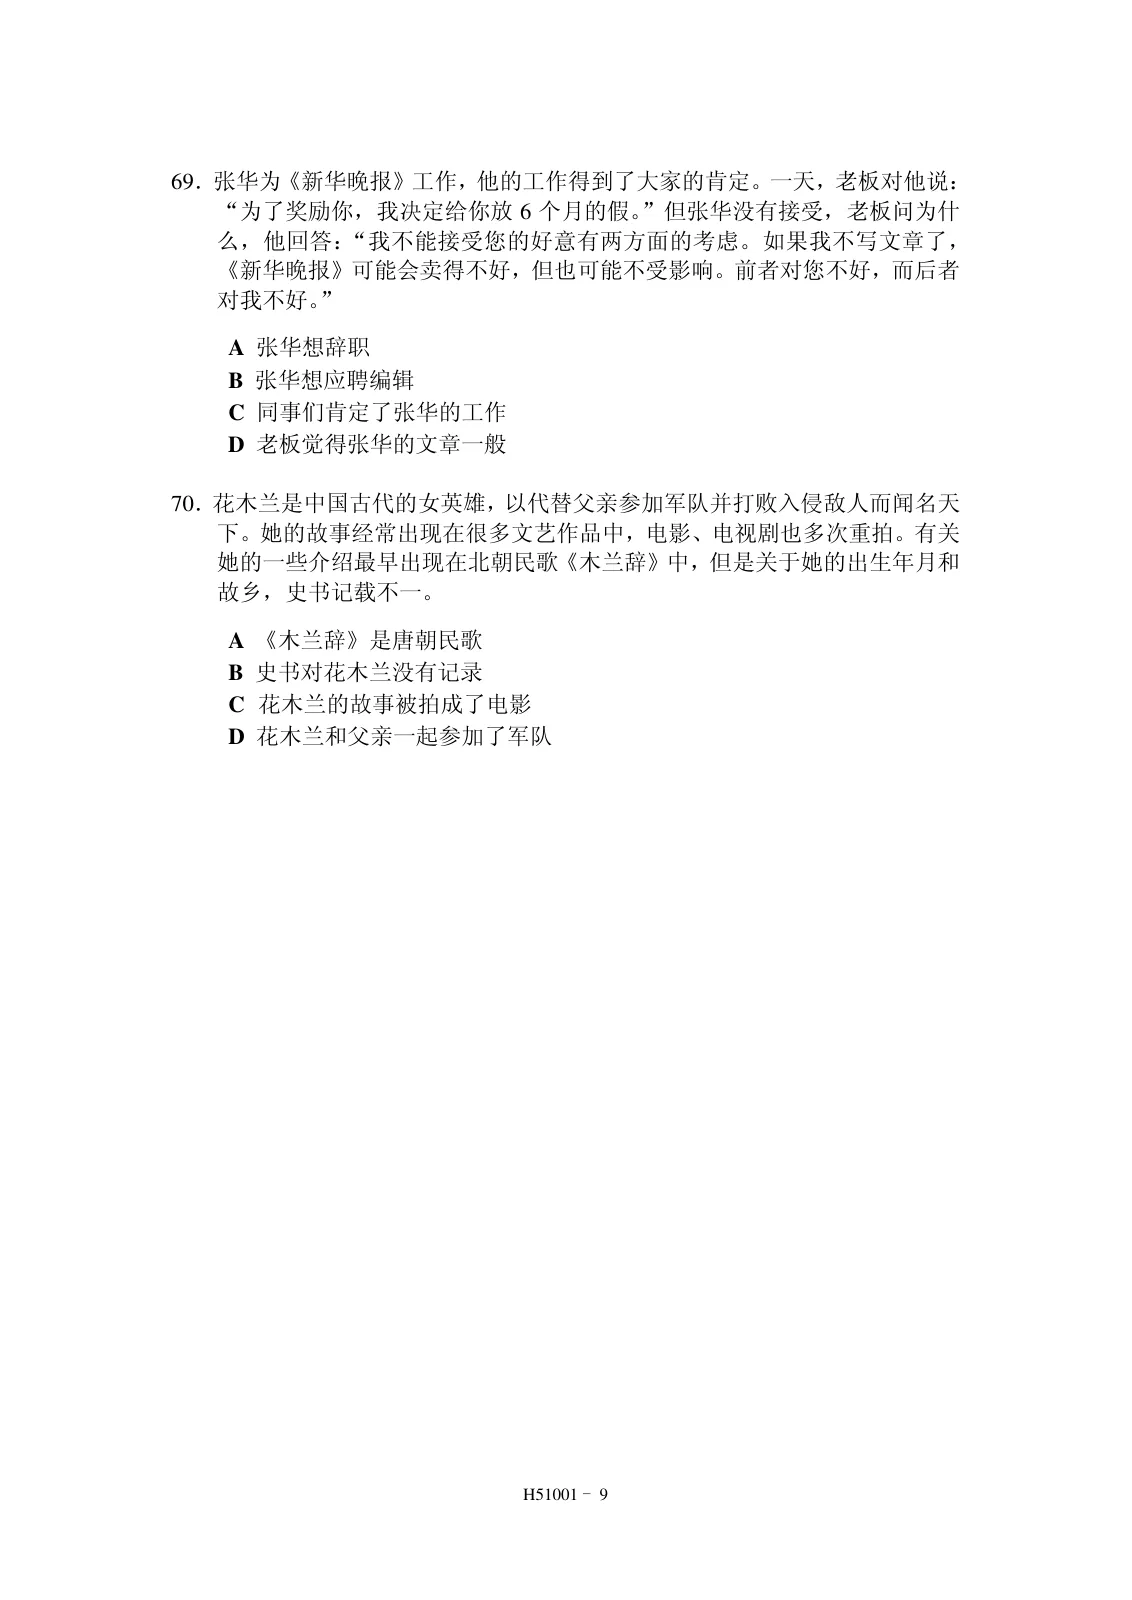 69．张华为《新华晚报》工作，他的工作得到了大家的肯定。一天，老板对他说：
“为了奖励你，我决定给你放 6 个月的假。”但张华没有接受，老板问为什
么，他回答：“我不能接受您的好意有两方面的考虑。如果我不写文章了，
《新华晚报》可能会卖得不好，但也可能不受影响。前者对您不好，而后者
对我不好。”
A 张华想辞职
B 张华想应聘编辑
C 同事们肯定了张华的工作
D 老板觉得张华的文章一般
70．花木兰是中国古代的女英雄，以代替父亲参加军队并打败入侵敌人而闻名天
下。她的故事经常出现在很多文艺作品中，电影、电视剧也多次重拍。有关
她的一些介绍最早出现在北朝民歌《木兰辞》中，但是关于她的出生年月和
故乡，史书记载不一。
A 《木兰辞》是唐朝民歌
B 史书对花木兰没有记录
C 花木兰的故事被拍成了电影
D 花木兰和父亲一起参加了军队
H51001－ 9